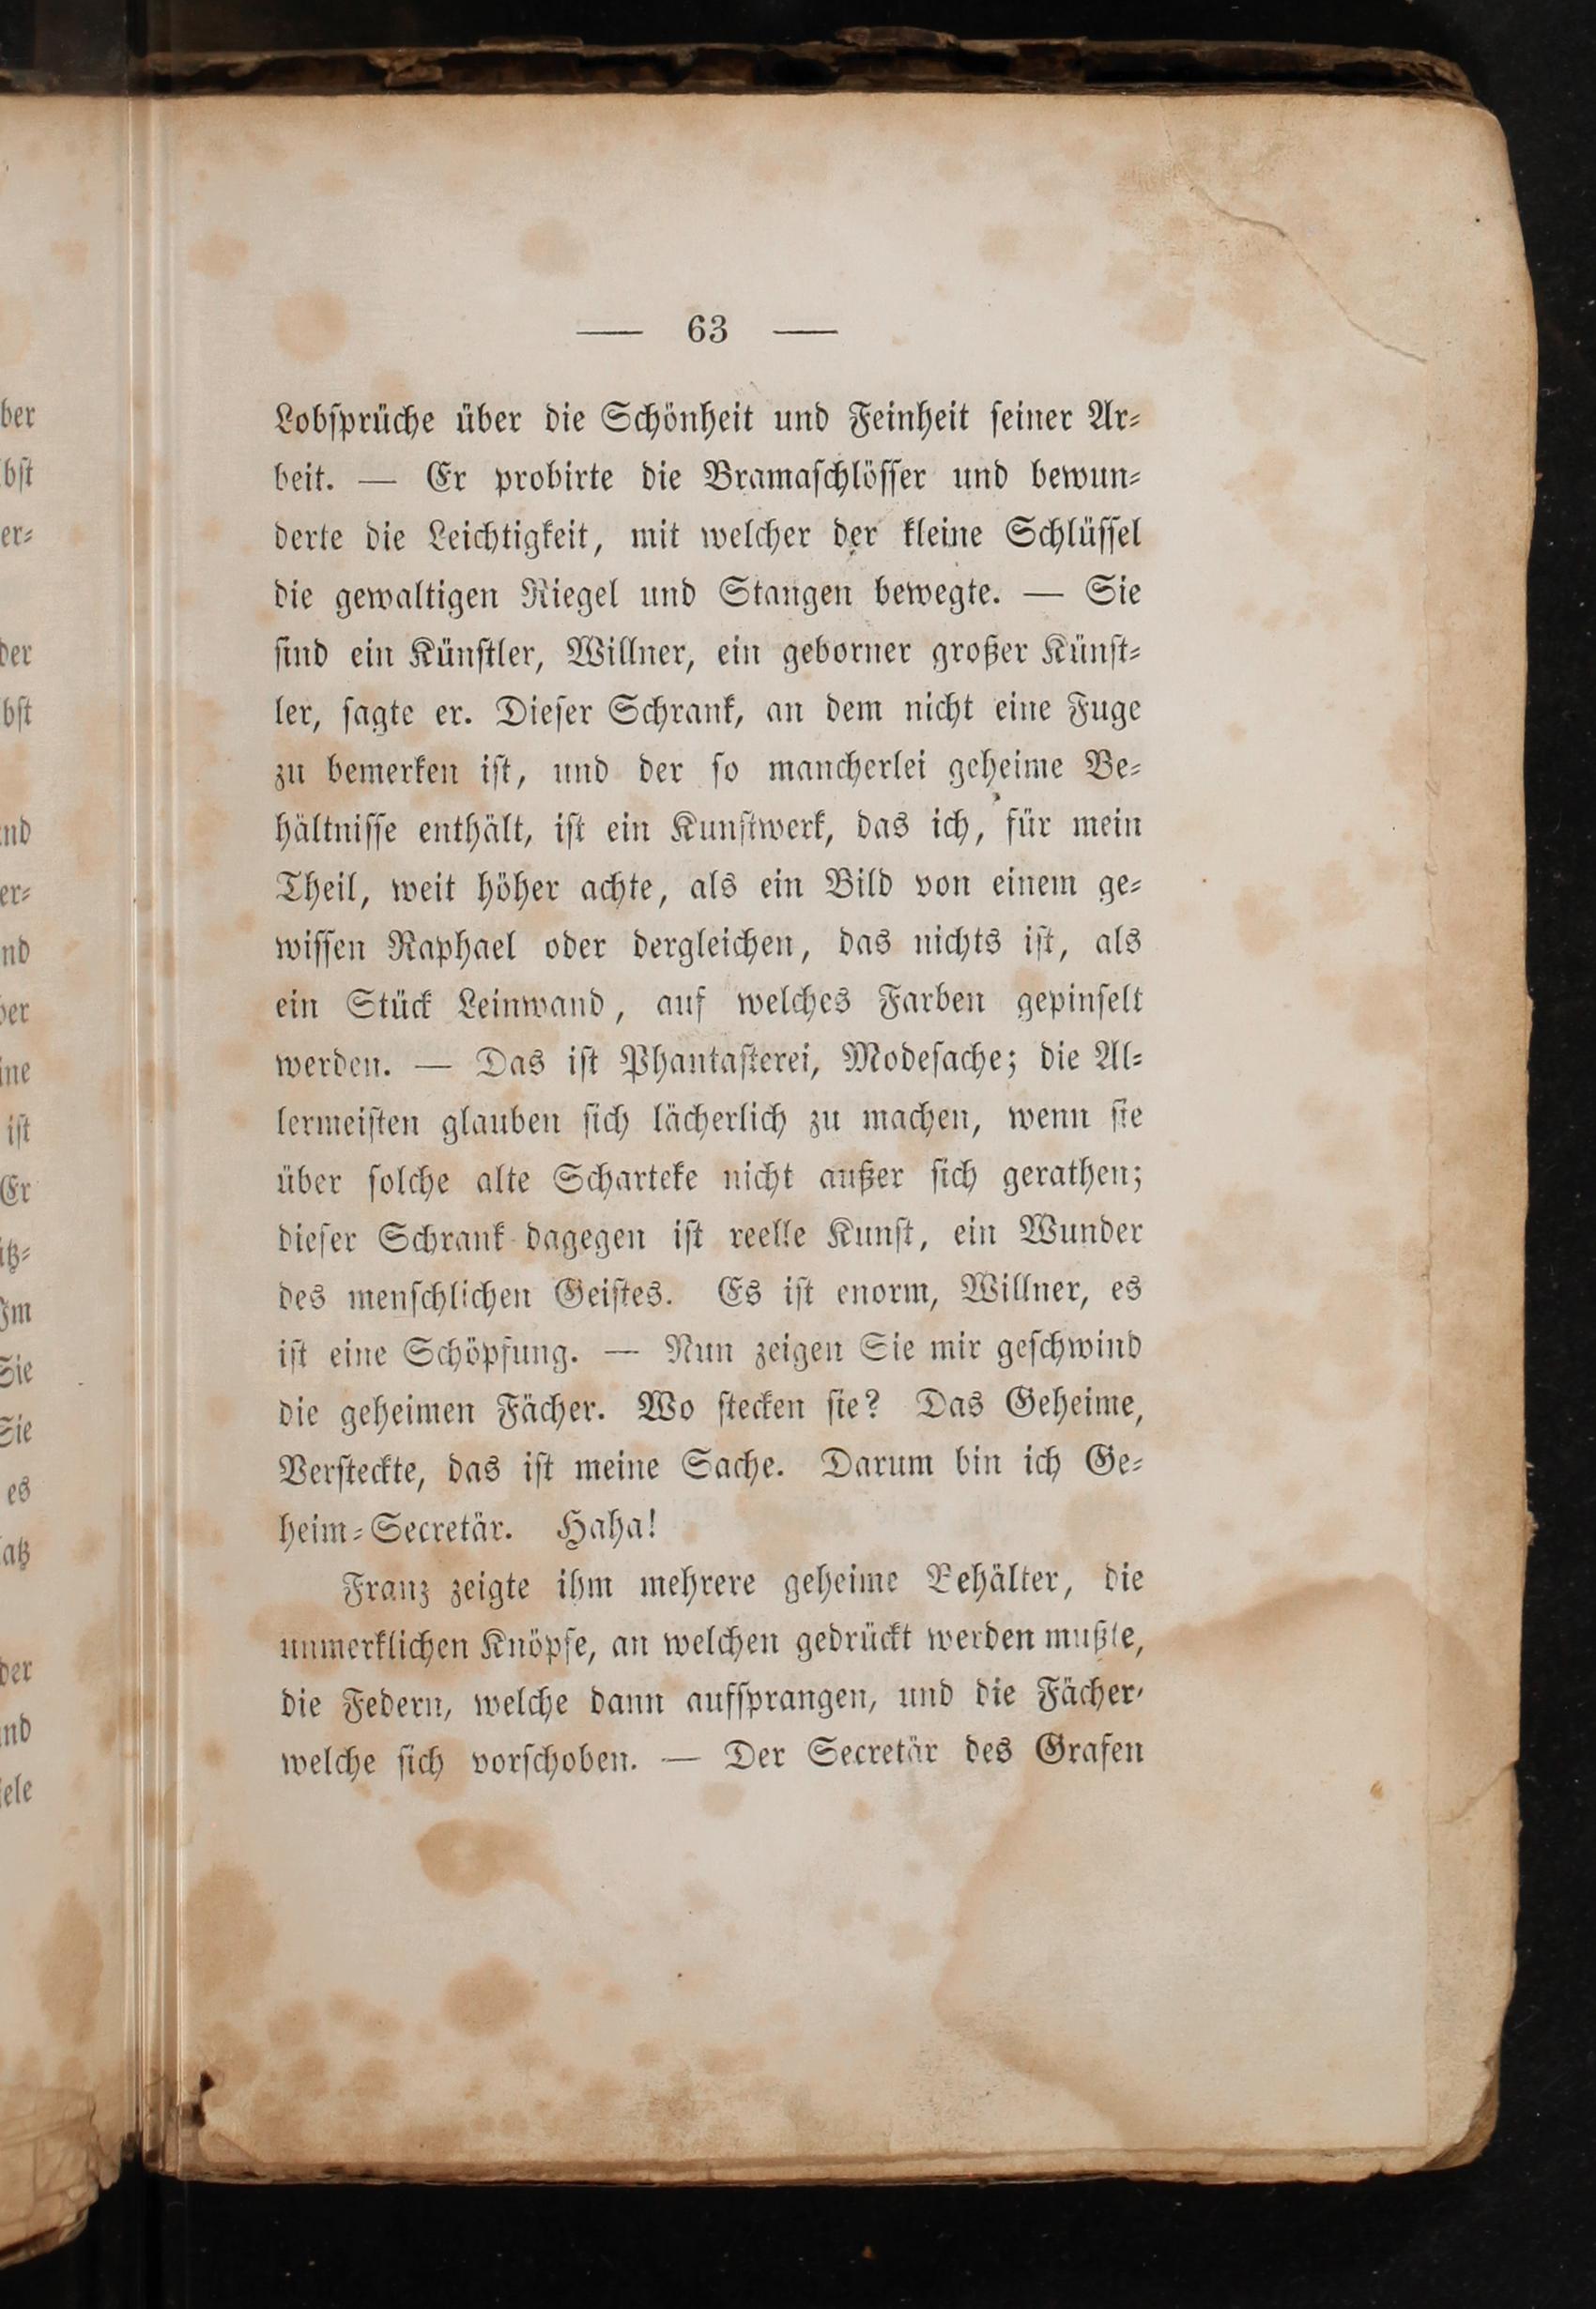 — 63 —
Lobſprüche über die Schönheit und Feinheit ſeiner Ar⸗
beit. — Er probirte die Bramaſchlöſſer und bewun⸗
derte die Leichtigkeit, mit welcher der kleine Schlüſſel
die gewaltigen Riegel und Stangen bewegte. — Sie
ſind ein Künſtler, Willner, ein geborner großer Künſt⸗
ler, ſagte er. Dieſer Schrank, an dem nicht eine Fuge
zu bemerken iſt, und der ſo mancherlei geheime Be⸗
hältniſſe enthält, iſt ein Kunſtwerk, das ich, für mein
Theil, weit höher achte, als ein Bild von einem ge⸗
wiſſen Raphael oder dergleichen, das nichts iſt, als
ein Stück Leinwand, auf welches Farben gepinſelt
werden. — Das iſt Phantaſterei, Modeſache; die Al⸗
lermeiſten glauben ſich lächerlich zu machen, wenn ſie
über ſolche alte Scharteke nicht außer ſich gerathen;
dieſer Schrank dagegen iſt reelle Kunſt, ein Wunder
des menſchlichen Geiſtes. Es iſt enorm, Willner, es
iſt eine Schöpfung. — Nun zeigen Sie mir geſchwind
die geheimen Fächer. Wo ſtecken ſie? Das Geheime,
Verſteckte, das iſt meine Sache. Darum bin ich Ge⸗
heim⸗Secretär. Haha!
Franz zeigte ihm mehrere geheime Behälter, die
unmerklichen Knöpfe, an welchen gedrückt werden mußte,
die Federn, welche dann aufſprangen, und die Fächer,
welche ſich vorſchoben. — Der Secretär des Grafen